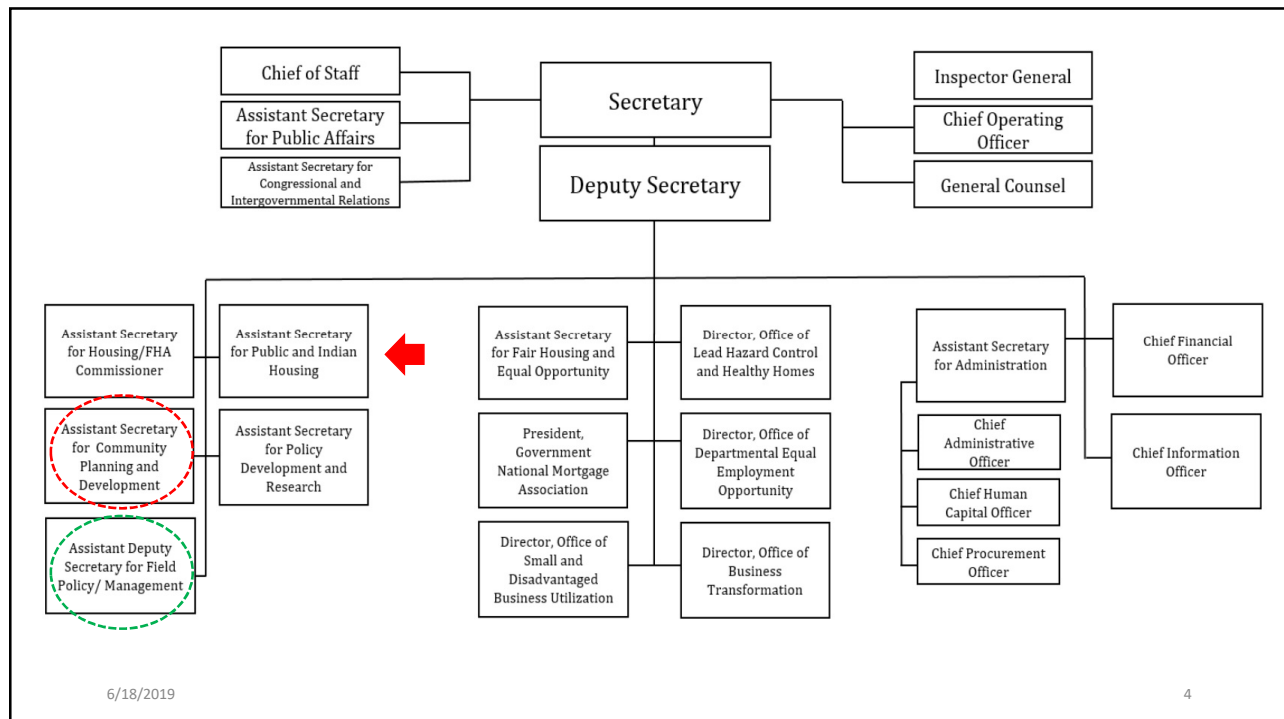 Chief of Staff
Assistant Secretary
for Public Affairs
Assistant Secretary for
Congressional and
Intergovernmental Relations
Secretary
Deputy Secretary
Inspector General
Chief Operating
Officer
General Counsel
Assistant Secretary
for Housing/FHA
Commissioner
Assistant Secretary
for Public and Indian
Housing
Assistant Secretary
for Community
Planning and
Development
Assistant Secretary
for Policy
Development and
Research
Assistant Deputy
Secretary for Field
Policy/ Management
Assistant Secretary
for Fair Housing and
Equal Opportunity
Director, Office of
Lead Hazard Control
and Healthy Homes
President,
Government
National Mortgage
Association
Director, Office of
Departmental Equal
Employment
Opportunity
Director, Office of
Small and
Disadvantaged
Business Utilization
Director, Office of
Business
Transformation
Assistant Secretary
for Administration
Chief
Administrative
Officer
Chief Human
Capital Officer
Chief Procurement
Officer
Chief Financial
Officer
Chief Information
Officer
6/18/2019
4